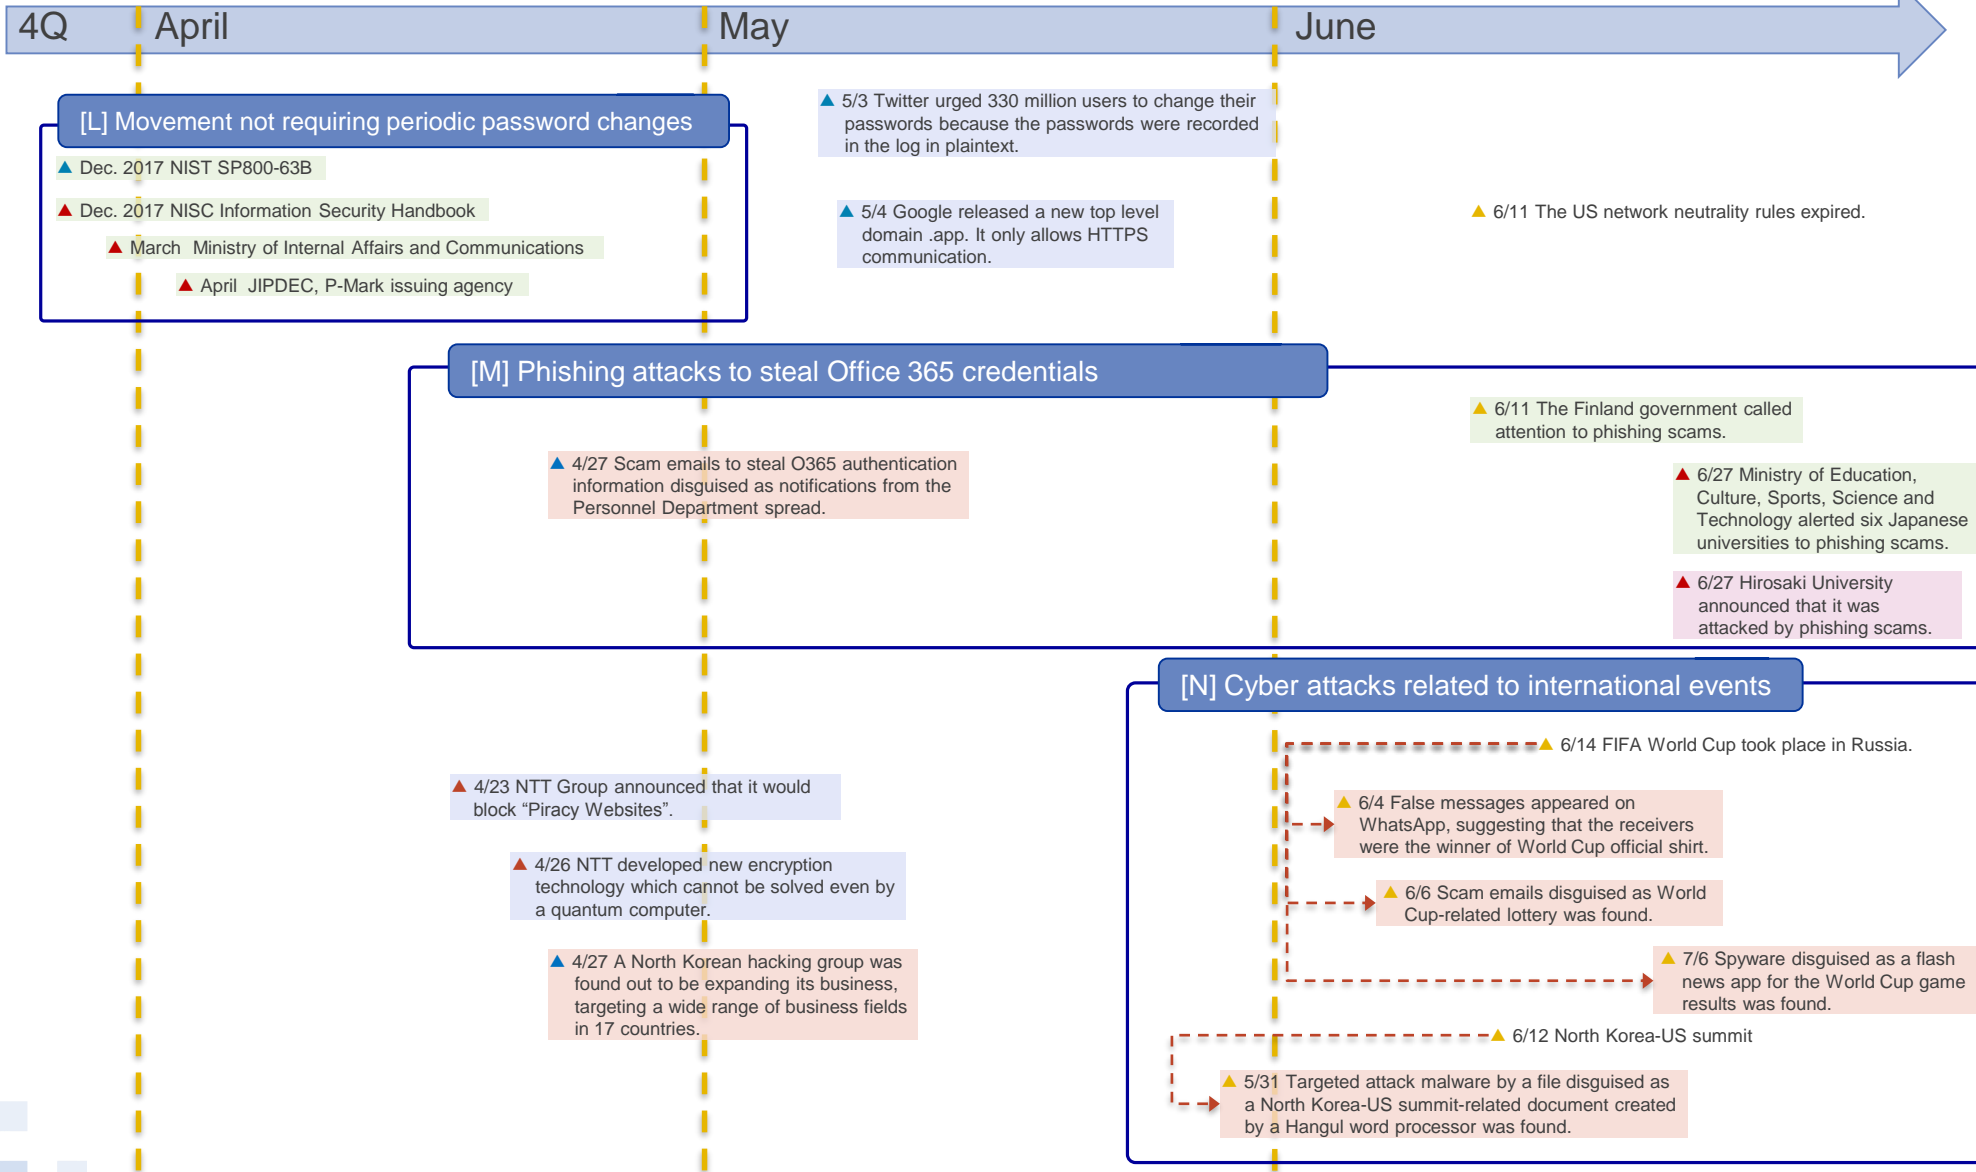 4Q April May June
[L] Movement not requiring periodic password changes
▲ Dec. 2017 NIST SP800-63B
▲ Dec. 2017 NISC Information Security Handbook
▲ March Ministry of Internal Affairs and Communications
▲ April JIPDEC, P-Mark issuing agency
▲ 5/3 Twitter urged 330 million users to change their
passwords because the passwords were recorded
in the log in plaintext.
▲ 5/4 Google released a new top level
domain .app. It only allows HTTPS
communication.
▲ 6/11 The US network neutrality rules expired.
[M] Phishing attacks to steal Office 365 credentials
▲ 4/27 Scam emails to steal O365 authentication
information disguised as notifications from the
Personnel Department spread.
▲ 6/11 The Finland government called
attention to phishing scams.
▲ 6/27 Ministry of Education,
Culture, Sports, Science and
Technology alerted six Japanese
universities to phishing scams.
▲ 6/27 Hirosaki University
announced that it was
attacked by phishing scams.
▲ 4/23 NTT Group announced that it would
block “Piracy Websites”.
▲ 4/26 NTT developed new encryption
technology which cannot be solved even by
a quantum computer.
▲ 4/27 A North Korean hacking group was
found out to be expanding its business,
targeting a wide range of business fields
in 17 countries.
[N] Cyber attacks related to international events
▲ 6/14 FIFA World Cup took place in Russia.
▲ 6/4 False messages appeared on
WhatsApp, suggesting that the receivers
were the winner of World Cup official shirt.
▲ 6/6 Scam emails disguised as World
Cup-related lottery was found.
▲ 7/6 Spyware disguised as a flash
news app for the World Cup game
results was found.
▲ 6/12 North Korea-US summit
▲ 5/31 Targeted attack malware by a file disguised as
a North Korea-US summit-related document created
by a Hangul word processor was found.